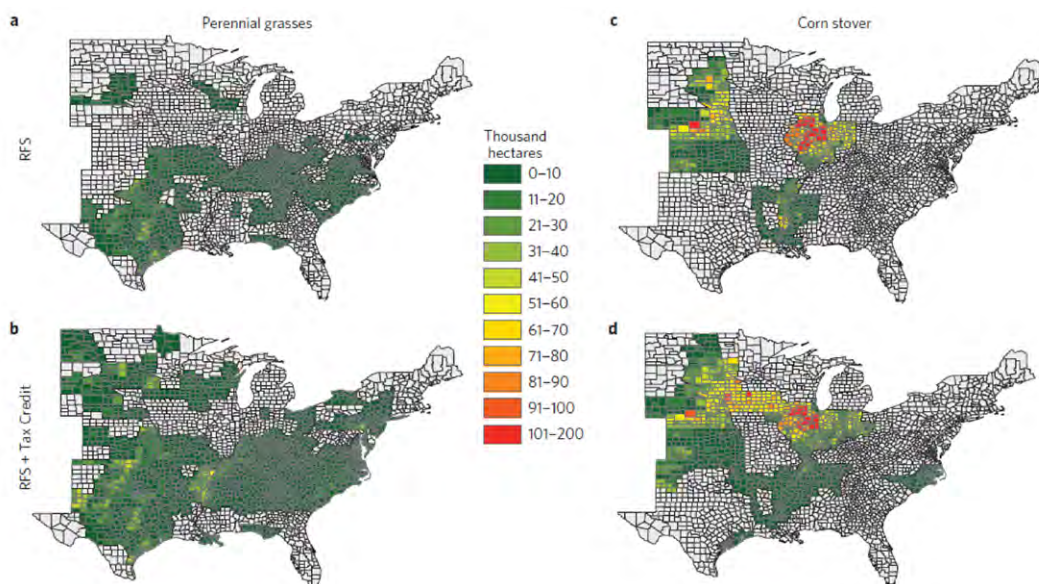 a
Perennial grasses
c
Corn stover
RFS
Thousand
hectares
0–10
11–20
21–30
31–40
41–50
51–60
61–70
71–80
81–90
91–100
101–200
b
d
RFS + Tax Credit